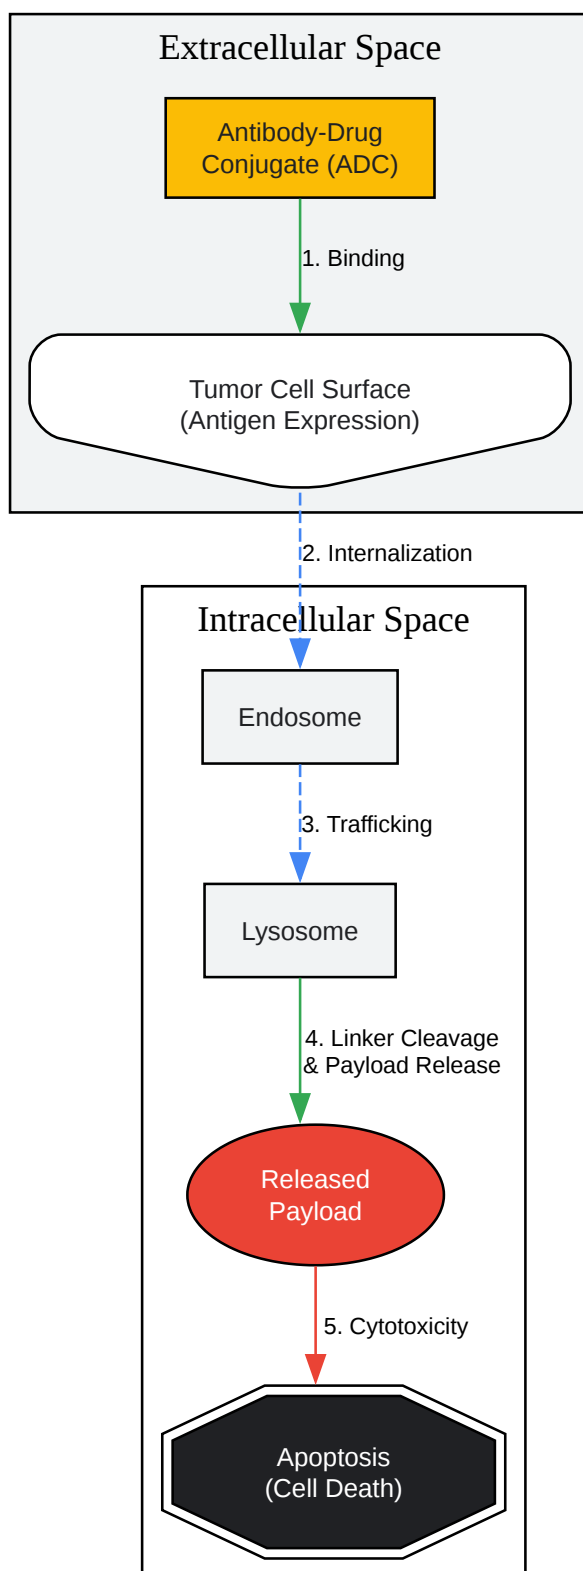 Extracellular Space
Antibody-Drug
Conjugate (ADC)
1. Binding
Tumor Cell Surface
(Antigen Expression)
2. Internalization
Intracellular Space
Endosome
3. Trafficking
Lysosome
4. Linker Cleavage
& Payload Release
Released
Payload
5. Cytotoxicity
Apoptosis
(Cell Death)